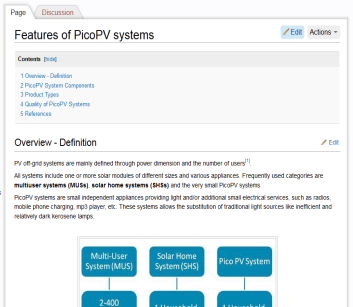 Page Discussion
Features of PicoPV systems
Edit Actions
Contents [hide]
1 Overview - Definition
2 PicoPV System Components
3 Product Types
4 Quality of PicoPV Systems
5 References
Overview - Definition
Edit
PV off-grid systems are mainly defined through power dimension and the number of users[1]
All systems include one or more solar modules of different sizes and various appliances. Frequently used categories are
multiuser systems (MUSs), solar home systems (SHSs) and the very small PicoPV systems.
PicoPV systems are small independent appliances providing light and/or additional small electrical services, such as radios,
mobile phone charging, mp3 player, etc. These systems allows the substitution of traditional light sources like inefficient and
relatively dark kerosene lamps.
Multi-User
System (MUS)
Solar Home
System (SHS)
Pico PV System
2-400
1 Household
1 Household